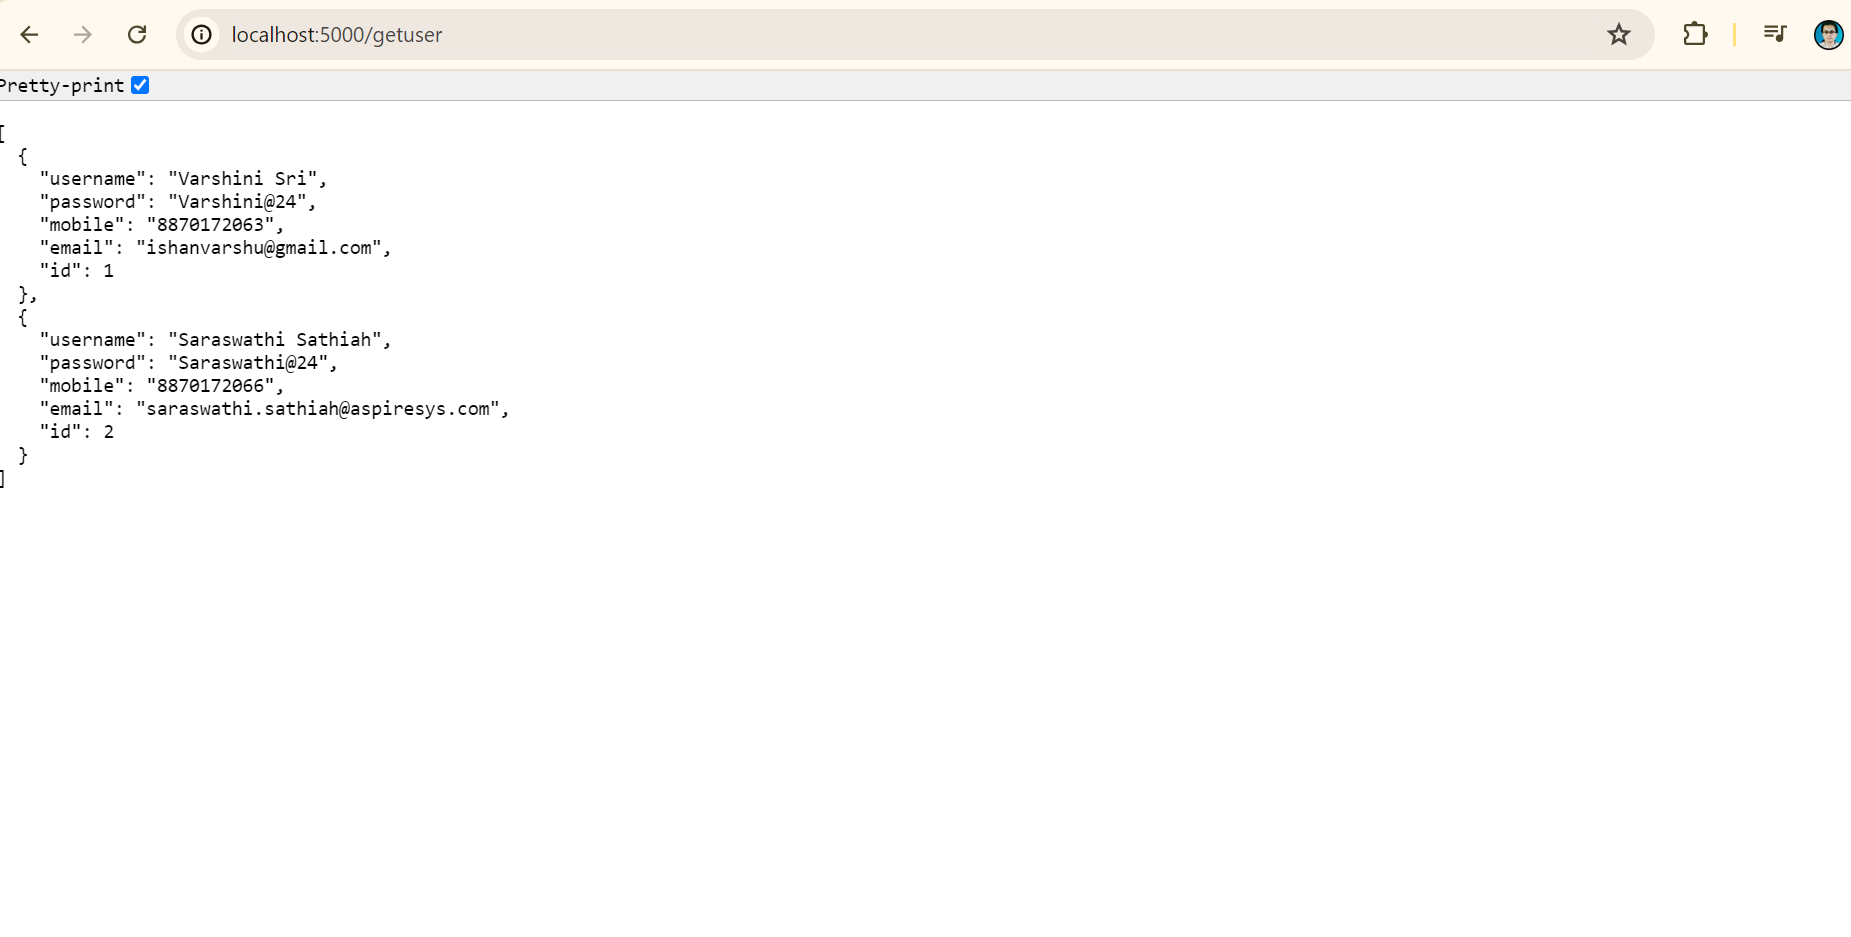 localhost:5000/getuser
Pretty-print
[
  {
    "username": "Varshini Sri",
    "password": "Varshini@24",
    "mobile": "8870172063",
    "email": "ishanvarshu@gmail.com",
    "id": 1
  },
  {
    "username": "Saraswathi Sathiah",
    "password": "Saraswathi@24",
    "mobile": "8870172066",
    "email": "saraswathi.sathiah@aspiresys.com",
    "id": 2
  }
]